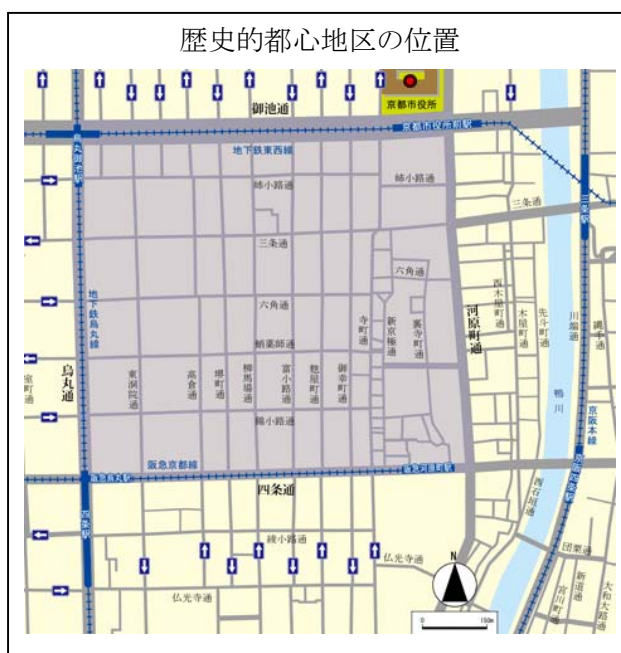 歴史的都心地区の位置
御池通
京都市役所
京都市役所前駅
烏丸御池駅
地下鉄東西線
姉小路通
姉小路通
三条通
三条駅
三条通
六角通
地下鉄烏丸線
六角通
寺町通
新京極通
裏寺町通
河原町通
西木屋町通
木屋町通
先斗町通
川端通
縄手通
鴨川
京阪本線
蛸薬師通
室町通
烏丸通
東洞院通
高倉通
堺町通
柳馬場通
富小路通
麩屋町通
御幸町通
錦小路通
阪急京都線
阪急烏丸駅
阪急河原町駅
四条通
四条駅
京阪四条駅
西石垣通
綾小路通
仏光寺通
団栗通
仏光寺通
宮川町通
新道通
大和大路通
N
0 150m